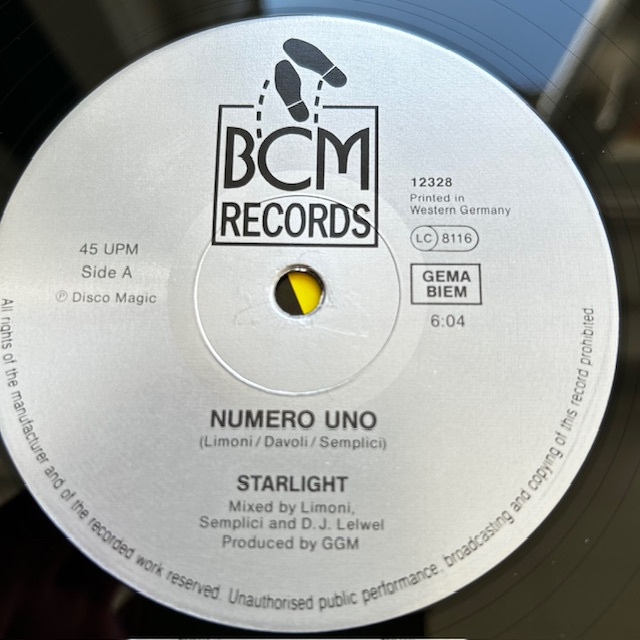 BCM
RECORDS
12328
Printed in
Western Germany
LC 8116
GEMA
BIEM
6:04
45 UPM
Side A
℗ Disco Magic
NUMERO UNO
(Limoni/Davoli/Semplici)
STARLIGHT
Mixed by Limoni,
Semplici and D.J. Lelwel
Produced by GGM
All rights of the manufacturer and of the recorded work reserved. Unauthorised public performance, broadcasting and copying of this record prohibited